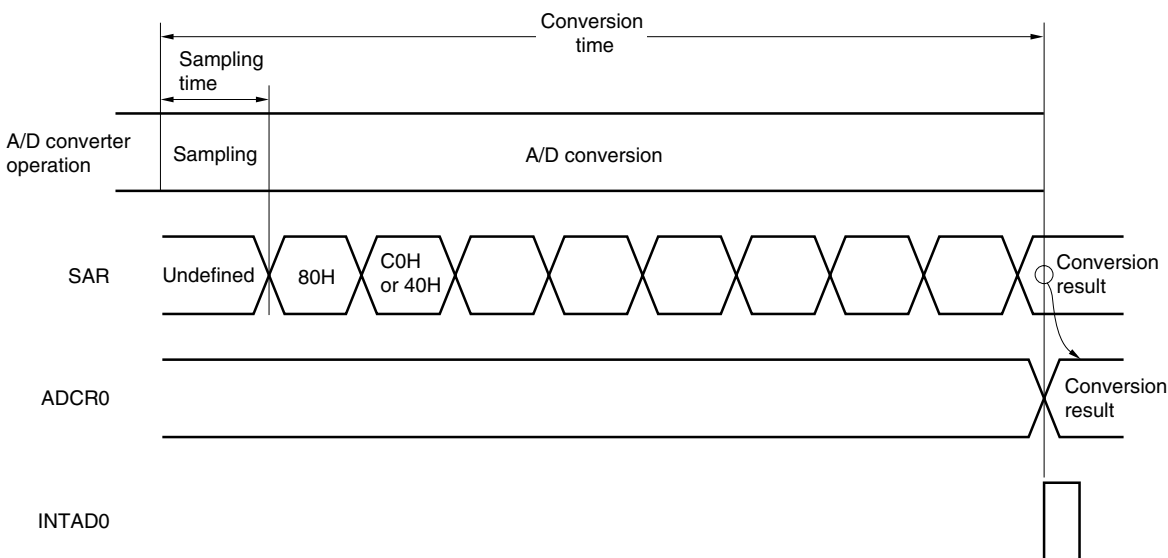 Conversion
time
Sampling
time
A/D converter
operation
Sampling
A/D conversion
SAR
Undefined
80H
C0H
or 40H
Conversion
result
ADCR0
Conversion
result
INTAD0